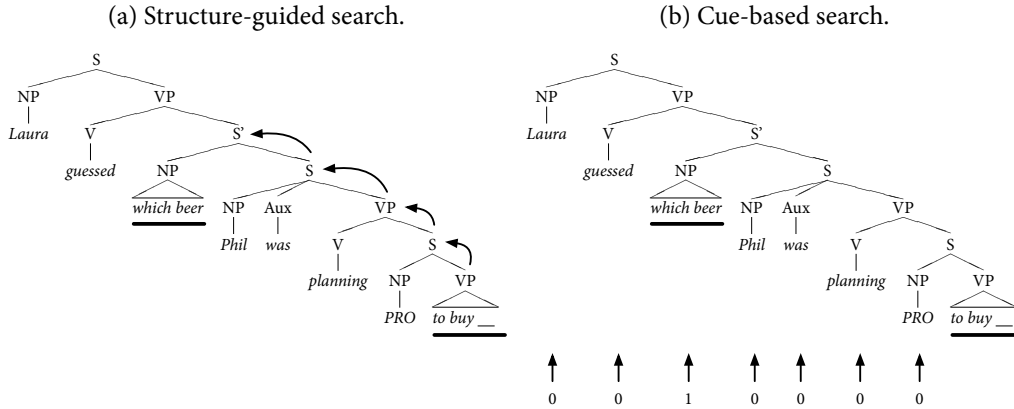 (a) Structure-guided search.
S
NP VP
Laura V S'
guessed NP S
which beer NP Aux VP
Phil was V S
planning NP VP
PRO to buy __
(b) Cue-based search.
S
NP VP
Laura V S'
guessed NP S
which beer NP Aux VP
Phil was V S
planning NP VP
PRO to buy __
0 0 1 0 0 0 0